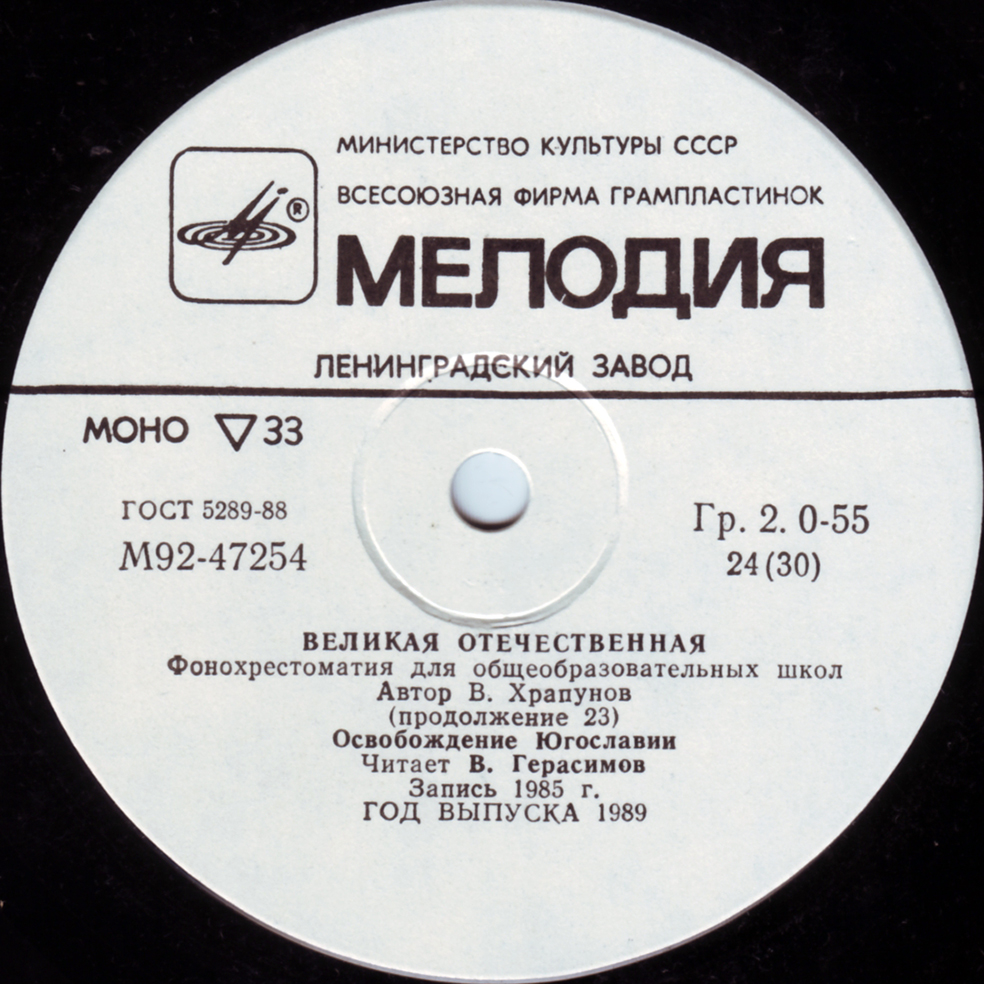 МИНИСТЕРСТВО КУЛЬТУРЫ СССР
ВСЕСОЮЗНАЯ ФИРМА ГРАМПЛАСТИНОК
®
МЕЛОДИЯ
ЛЕНИНГРАДСКИЙ ЗАВОД
МОНО ▽ 33
ГОСТ 5289-88
М92-47254
Гр. 2. 0-55
24 (30)
ВЕЛИКАЯ ОТЕЧЕСТВЕННАЯ
Фонохрестоматия для общеобразовательных школ
Автор В. Храпунов
(продолжение 23)
Освобождение Югославии
Читает В. Герасимов
Запись 1985 г.
ГОД ВЫПУСКА 1989